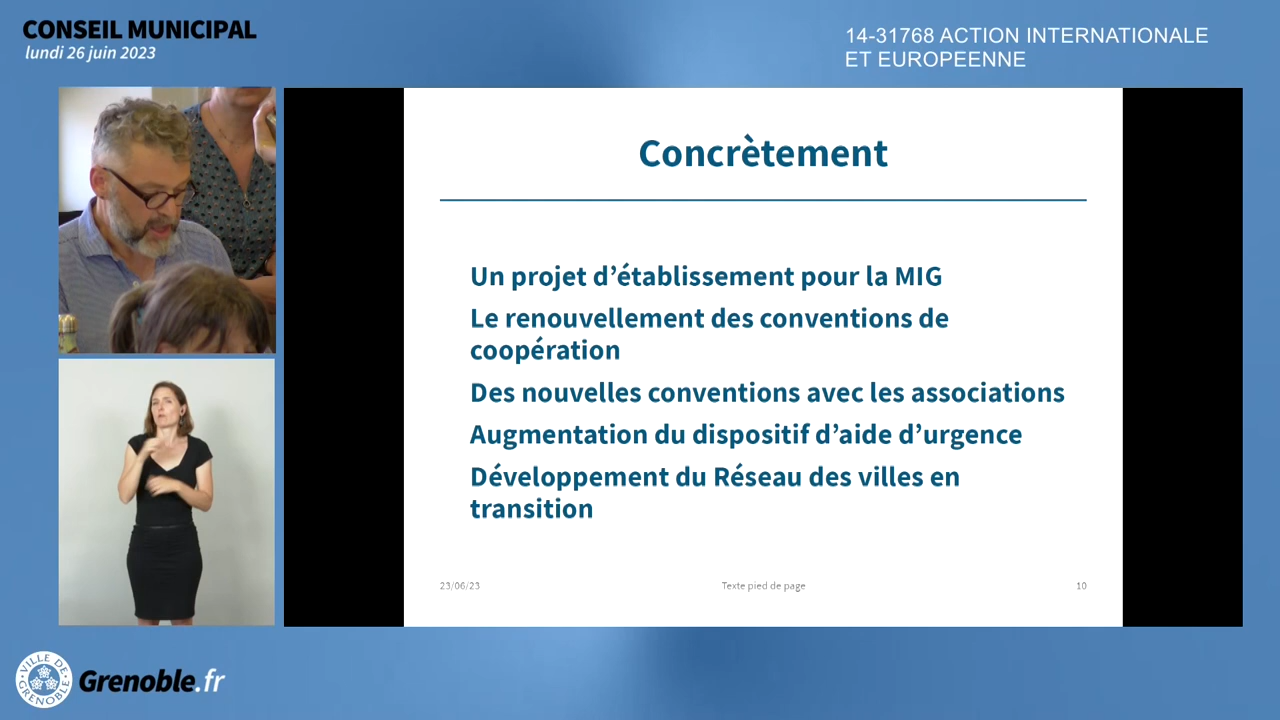 CONSEIL MUNICIPAL
lundi 26 juin 2023
14-31768 ACTION INTERNATIONALE
ET EUROPEENNE
Concrètement
Un projet d’établissement pour la MIG
Le renouvellement des conventions de
coopération
Des nouvelles conventions avec les associations
Augmentation du dispositif d’aide d’urgence
Développement du Réseau des villes en
transition
23/06/23
Texte pied de page
10
VILLE DE
GRENOBLE
Grenoble.fr